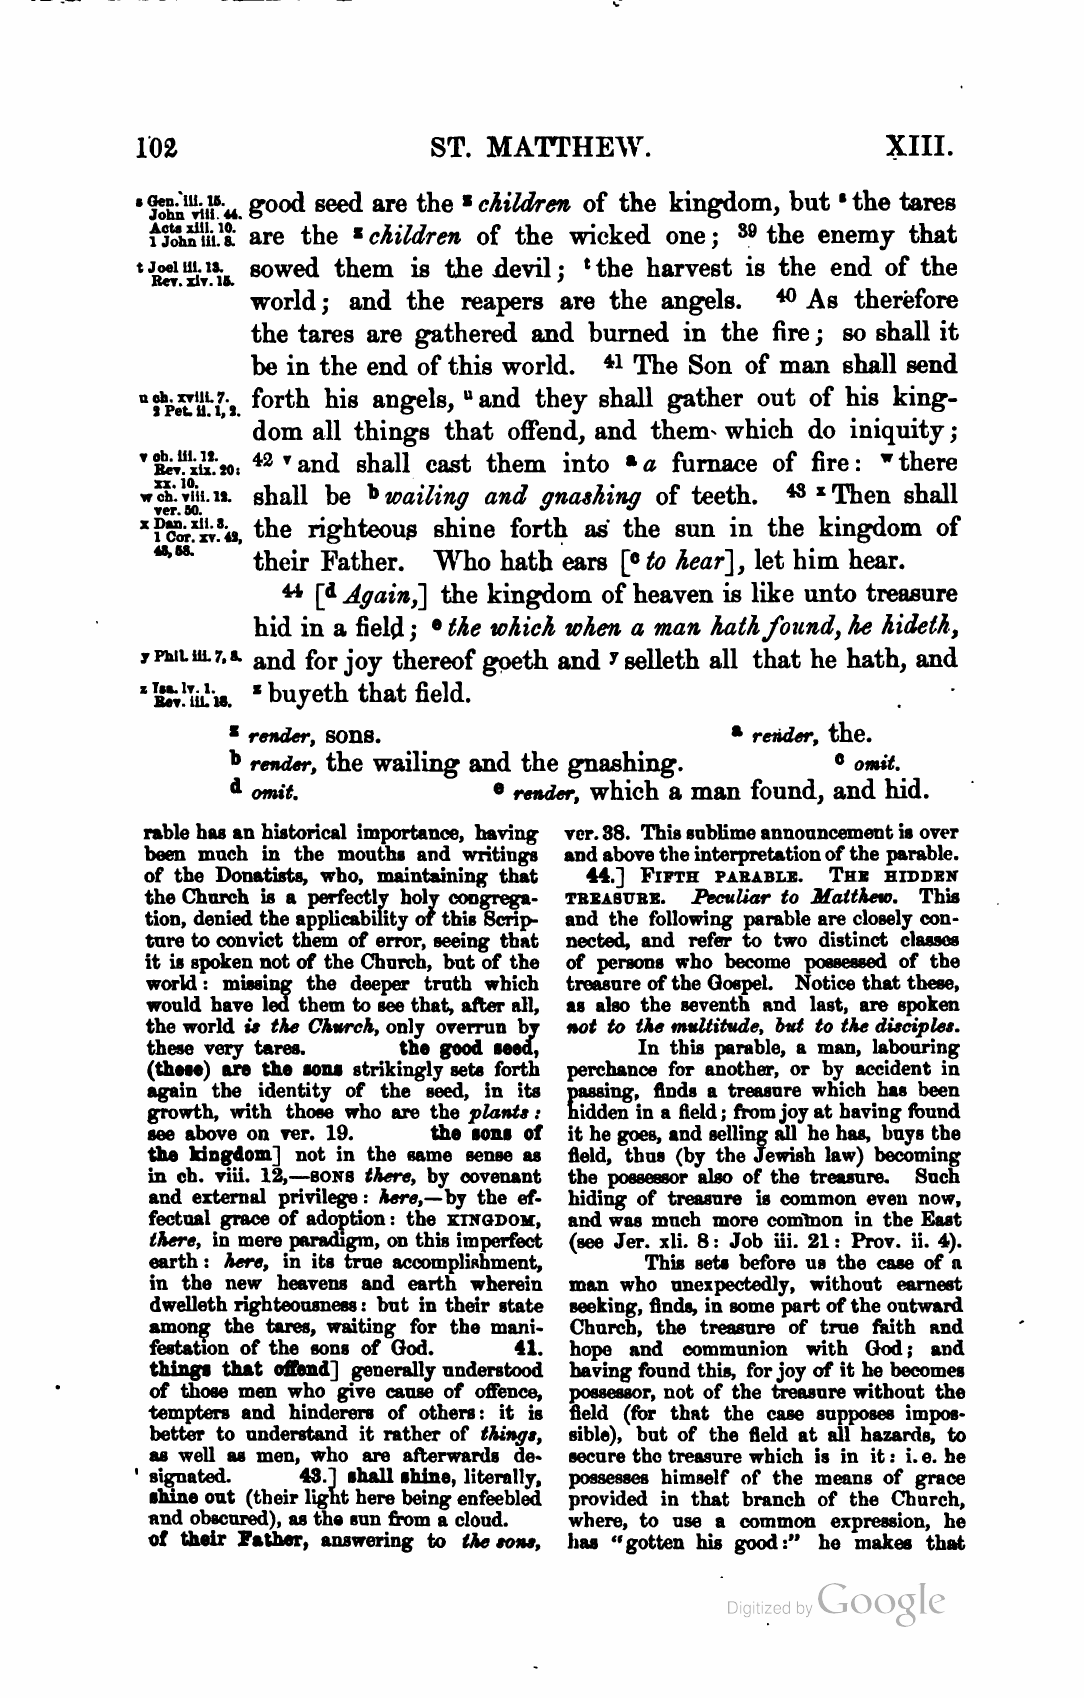 102 ST. MATTHEW. XIII.
s Gen. iii. 15.
John viii. 44.
Acts xiii. 10.
1 John iii. 8.
t Joel iii. 13.
Rev. xiv. 15.
u ch. xviii. 7.
2 Pet. ii. 1, 2.
v ch. iii. 12.
Rev. xix. 20:
xx. 10.
w ch. viii. 12.
ver. 50.
x Dan. xii. 3.
1 Cor. xv. 42,
43, 58.
y Phil. iii. 7, 8.
z Isa. lv. 1.
Rev. iii. 18.
good seed are the z children of the kingdom, but s the tares
are the z children of the wicked one; 39 the enemy that
sowed them is the devil; t the harvest is the end of the
world; and the reapers are the angels. 40 As therefore
the tares are gathered and burned in the fire; so shall it
be in the end of this world. 41 The Son of man shall send
forth his angels, u and they shall gather out of his king-
dom all things that offend, and them which do iniquity;
42 v and shall cast them into a a furnace of fire: w there
shall be b wailing and gnashing of teeth. 43 x Then shall
the righteous shine forth as the sun in the kingdom of
their Father. Who hath ears [c to hear], let him hear.
44 [d Again,] the kingdom of heaven is like unto treasure
hid in a field; e the which when a man hath found, he hideth,
and for joy thereof goeth and y selleth all that he hath, and
z buyeth that field.
z render, sons. a render, the.
b render, the wailing and the gnashing. c omit.
d omit. e render, which a man found, and hid.
rable has an historical importance, having
been much in the mouths and writings
of the Donatists, who, maintaining that
the Church is a perfectly holy congrega-
tion, denied the applicability of this Scrip-
ture to convict them of error, seeing that
it is spoken not of the Church, but of the
world: missing the deeper truth which
would have led them to see that, after all,
the world is the Church, only overrun by
these very tares. the good seed,
(these) are the sons strikingly sets forth
again the identity of the seed, in its
growth, with those who are the plants:
see above on ver. 19. the sons of
the kingdom] not in the same sense as
in ch. viii. 12,—SONS there, by covenant
and external privilege: here,—by the ef-
fectual grace of adoption: the KINGDOM,
there, in mere paradigm, on this imperfect
earth: here, in its true accomplishment,
in the new heavens and earth wherein
dwelleth righteousness: but in their state
among the tares, waiting for the mani-
festation of the sons of God. 41.
things that offend] generally understood
of those men who give cause of offence,
tempters and hinderers of others: it is
better to understand it rather of things,
as well as men, who are afterwards de-
signated. 43.] shall shine, literally,
shine out (their light here being enfeebled
and obscured), as the sun from a cloud.
of their Father, answering to the sons,
ver. 38. This sublime announcement is over
and above the interpretation of the parable.
44.] FIFTH PARABLE. THE HIDDEN
TREASURE. Peculiar to Matthew. This
and the following parable are closely con-
nected, and refer to two distinct classes
of persons who become possessed of the
treasure of the Gospel. Notice that these,
as also the seventh and last, are spoken
not to the multitude, but to the disciples.
In this parable, a man, labouring
perchance for another, or by accident in
passing, finds a treasure which has been
hidden in a field; from joy at having found
it he goes, and selling all he has, buys the
field, thus (by the Jewish law) becoming
the possessor also of the treasure. Such
hiding of treasure is common even now,
and was much more common in the East
(see Jer. xli. 8: Job iii. 21: Prov. ii. 4).
This sets before us the case of a
man who unexpectedly, without earnest
seeking, finds, in some part of the outward
Church, the treasure of true faith and
hope and communion with God; and
having found this, for joy of it he becomes
possessor, not of the treasure without the
field (for that the case supposes impos-
sible), but of the field at all hazards, to
secure the treasure which is in it: i. e. he
possesses himself of the means of grace
provided in that branch of the Church,
where, to use a common expression, he
has "gotten his good:" he makes that
Digitized by Google